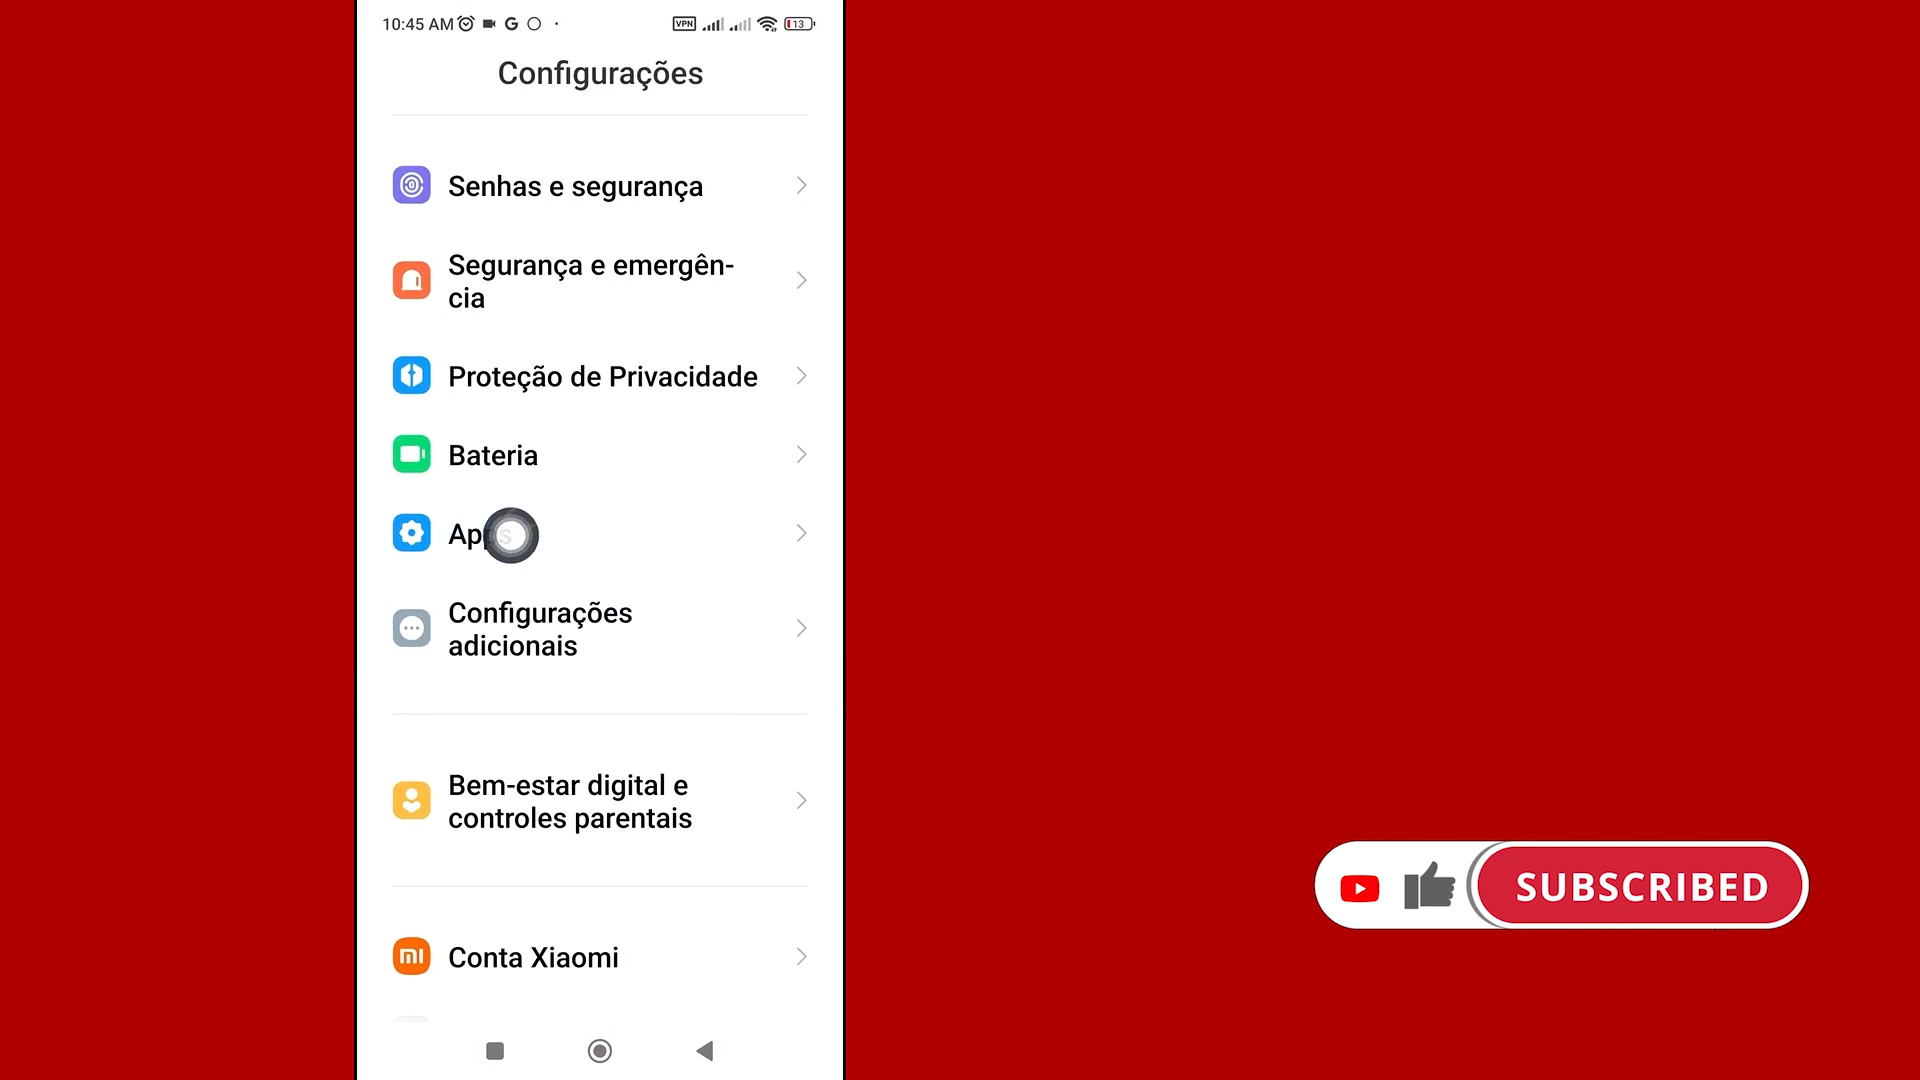 10:45 AM
VPN
13
Configurações
Senhas e segurança
Segurança e emergên-
cia
Proteção de Privacidade
Bateria
Apps
Configurações
adicionais
Bem-estar digital e
controles parentais
Conta Xiaomi
SUBSCRIBED